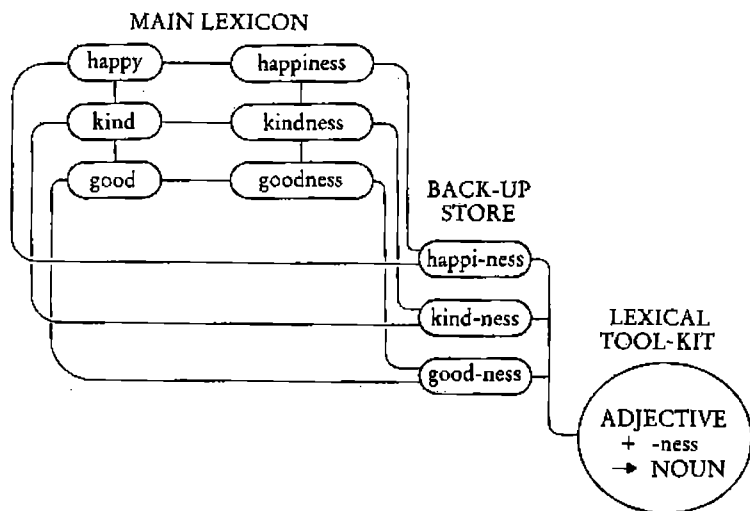 MAIN LEXICON
happy happiness
kind kindness
good goodness
BACK-UP
STORE
happi-ness
kind-ness
good-ness
LEXICAL
TOOL-KIT
ADJECTIVE
+ -ness
→ NOUN